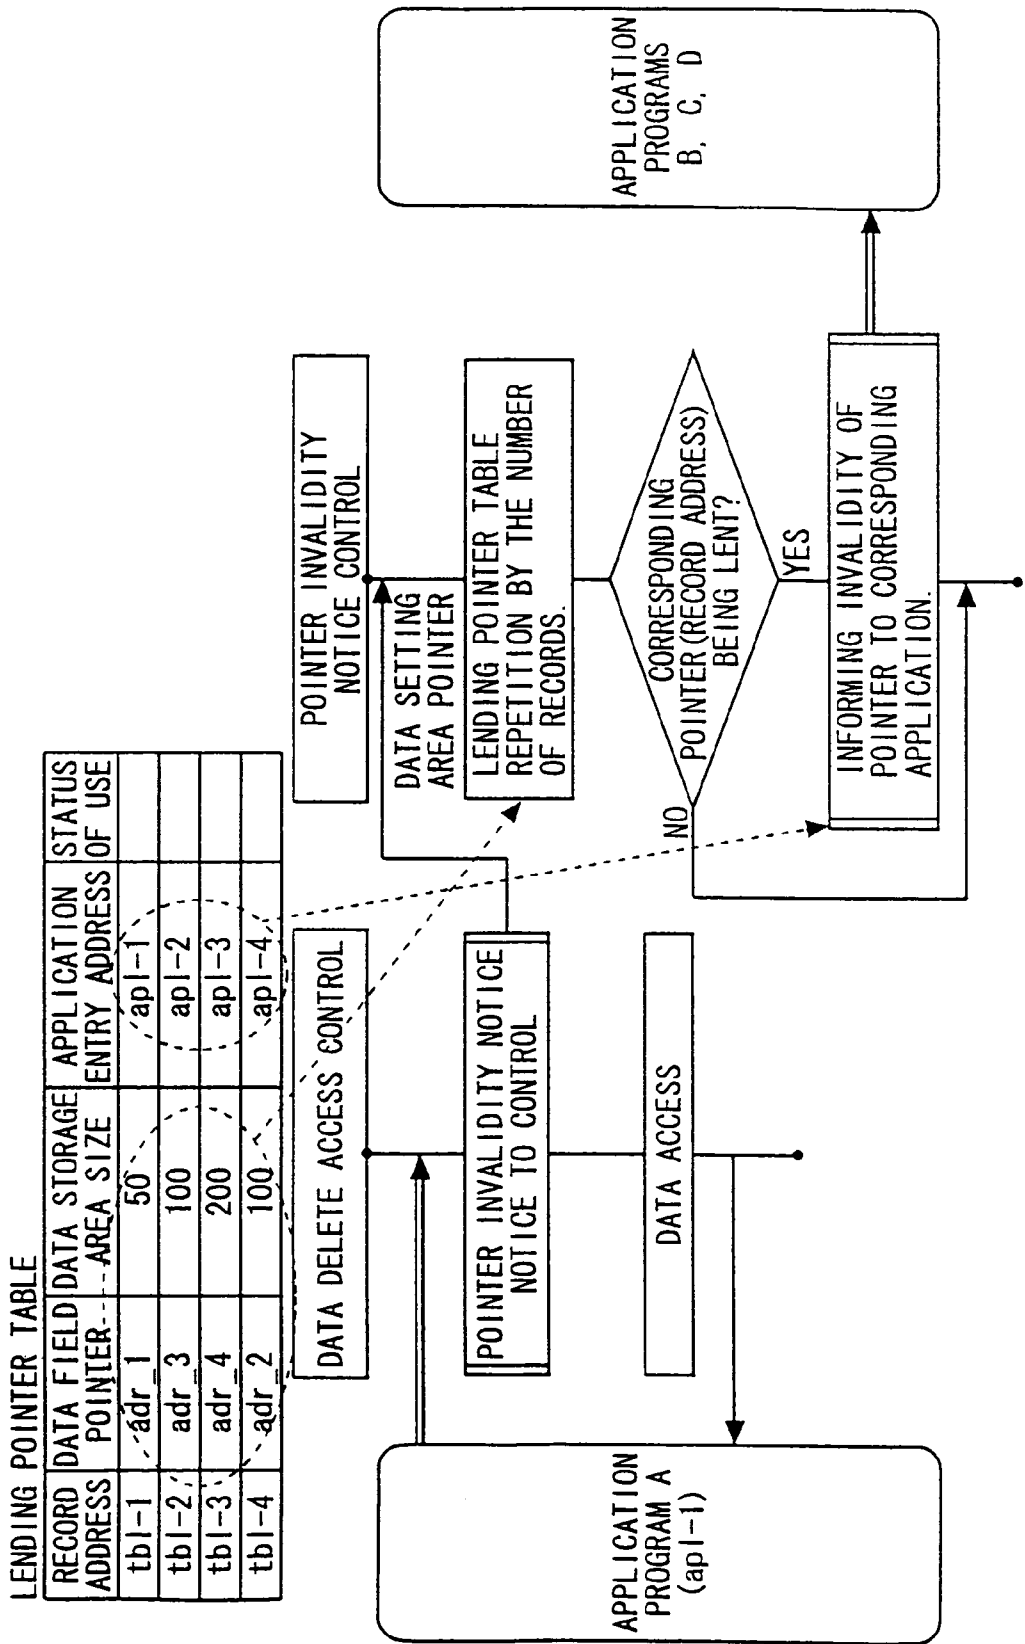 LENDING POINTER TABLE
RECORD ADDRESS
DATA FIELD POINTER
DATA STORAGE AREA SIZE
APPLICATION ENTRY ADDRESS
STATUS OF USE
tbl-1 adr_1 50 apl-1
tbl-2 adr_3 100 apl-2
tbl-3 adr_4 200 apl-3
tbl-4 adr_2 100 apl-4
APPLICATION
PROGRAM A
(apl-1)
DATA DELETE ACCESS CONTROL
POINTER INVALIDITY NOTICE
NOTICE TO CONTROL
DATA ACCESS
POINTER INVALIDITY
NOTICE CONTROL
DATA SETTING
AREA POINTER
LENDING POINTER TABLE
REPETITION BY THE NUMBER
OF RECORDS.
CORRESPONDING
POINTER(RECORD ADDRESS)
BEING LENT?
NO
YES
INFORMING INVALIDITY OF
POINTER TO CORRESPONDING
APPLICATION.
APPLICATION
PROGRAMS
B, C, D